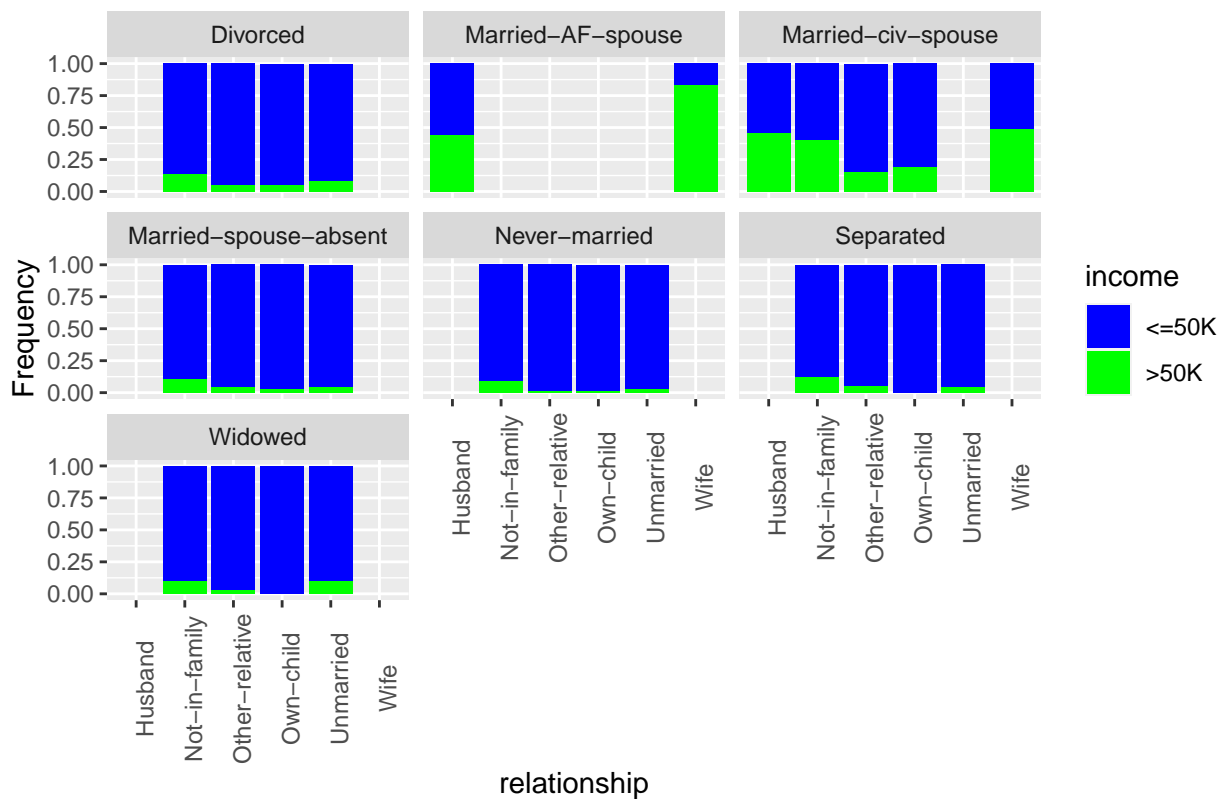 Divorced
Married−AF−spouse
Married−civ−spouse
1.00
0.75
0.50
0.25
0.00
Married−spouse−absent
Never−married
Separated
1.00
0.75
0.50
0.25
0.00
Widowed
1.00
0.75
0.50
0.25
0.00
Husband
Not−in−family
Other−relative
Own−child
Unmarried
Wife
Husband
Not−in−family
Other−relative
Own−child
Unmarried
Wife
Husband
Not−in−family
Other−relative
Own−child
Unmarried
Wife
relationship
Frequency
income
<=50K
>50K